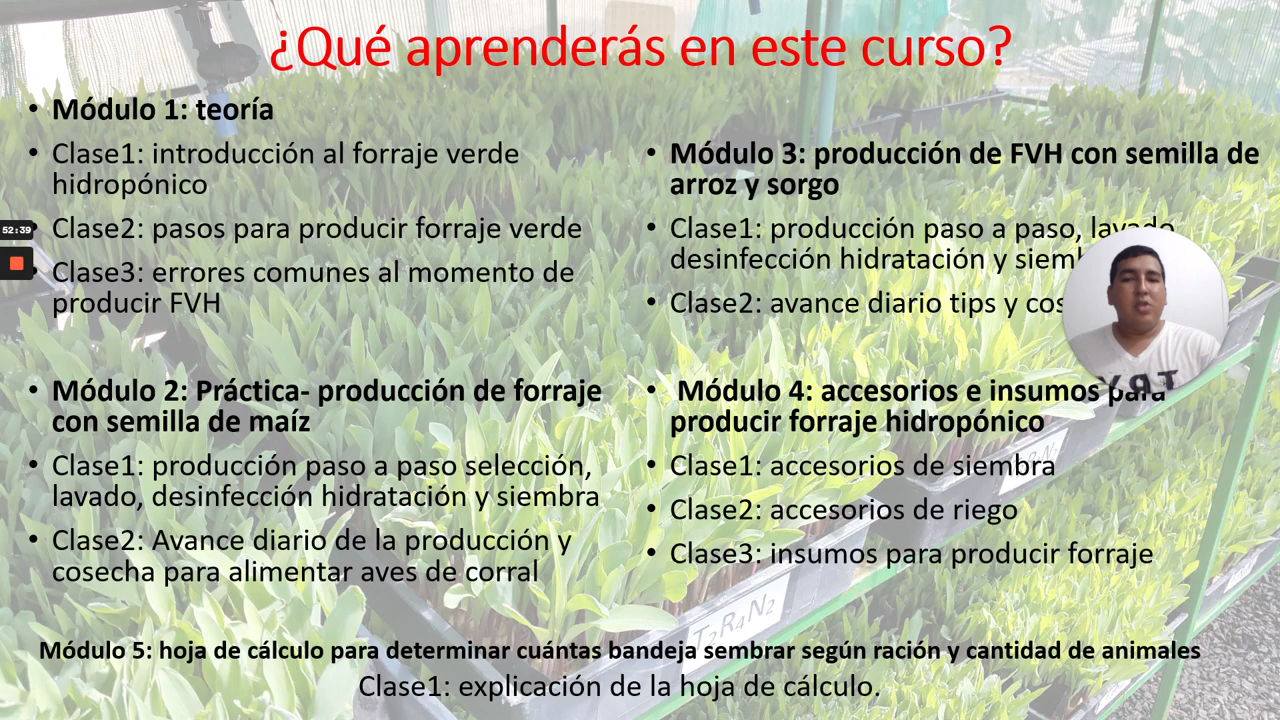 ¿Qué aprenderás en este curso?
• Módulo 1: teoría
• Clase1: introducción al forraje verde
hidropónico
• Clase2: pasos para producir forraje verde
• Clase3: errores comunes al momento de
producir FVH
• Módulo 2: Práctica- producción de forraje
con semilla de maíz
• Clase1: producción paso a paso selección,
lavado, desinfección hidratación y siembra
• Clase2: Avance diario de la producción y
cosecha para alimentar aves de corral
• Módulo 3: producción de FVH con semilla de
arroz y sorgo
• Clase1: producción paso a paso, lavado
desinfección hidratación y
• Clase2: avance diario tips y
• Módulo 4: accesorios e insumos para
producir forraje hidropónico
• Clase1: accesorios de siembra
• Clase2: accesorios de riego
• Clase3: insumos para producir forraje
Módulo 5: hoja de cálculo para determinar cuántas bandeja sembrar según ración y cantidad de animales
Clase1: explicación de la hoja de cálculo.
52:39
T₂R₄N₂